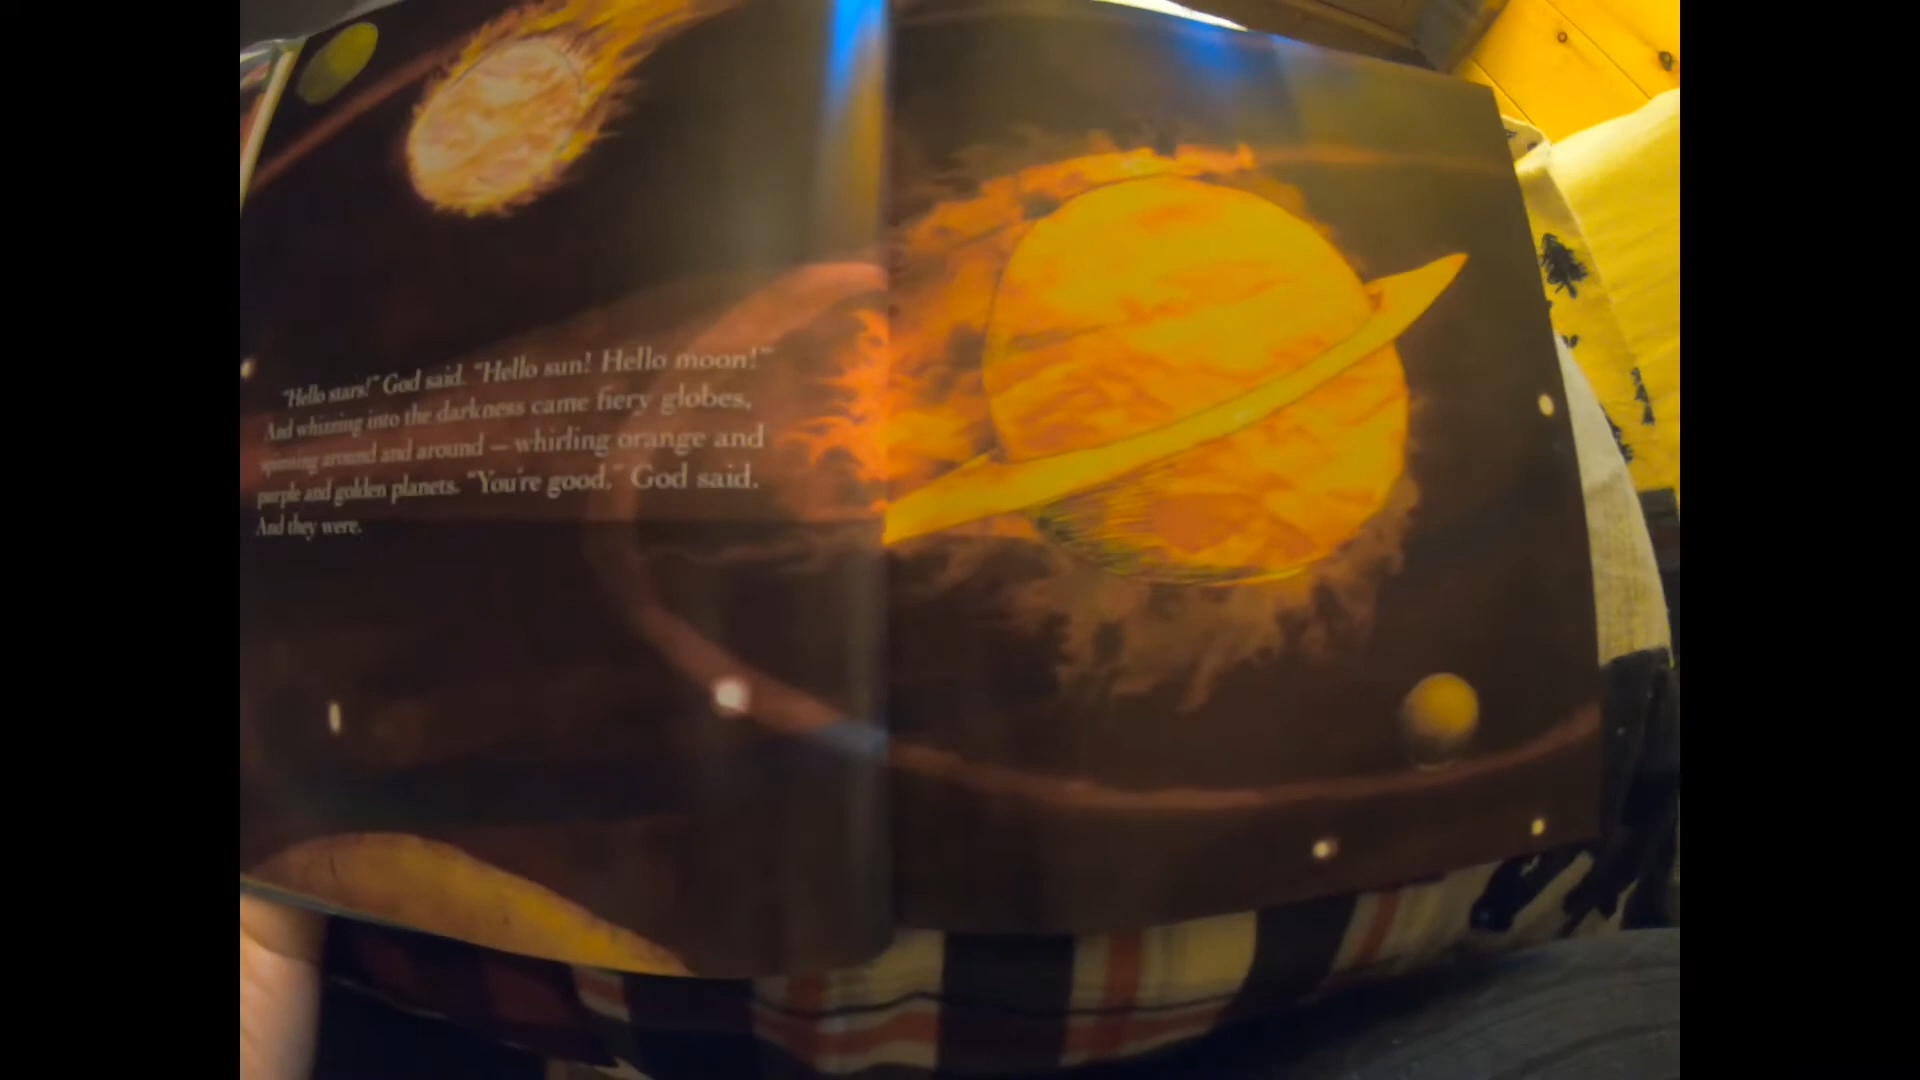 "Hello stars!" God said. "Hello sun! Hello moon!"
And whizzing into the darkness came fiery globes,
spinning around and around — whirling orange and
purple and golden planets. "You're good," God said.
And they were.